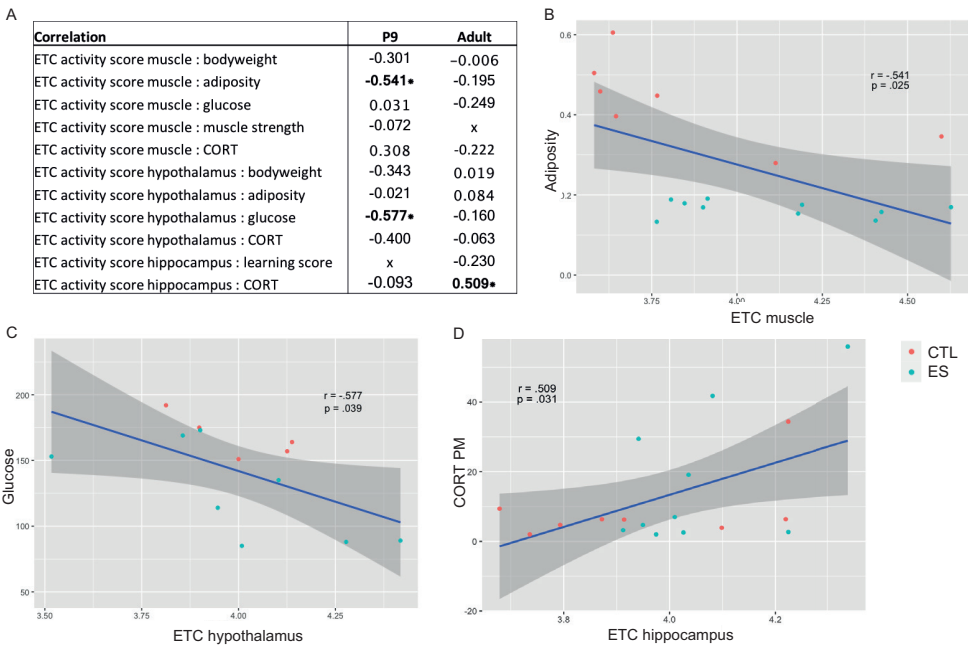 A
Correlation P9 Adult
ETC activity score muscle : bodyweight -0.301 -0.006
ETC activity score muscle : adiposity -0.541* -0.195
ETC activity score muscle : glucose 0.031 -0.249
ETC activity score muscle : muscle strength -0.072 x
ETC activity score muscle : CORT 0.308 -0.222
ETC activity score hypothalamus : bodyweight -0.343 0.019
ETC activity score hypothalamus : adiposity -0.021 0.084
ETC activity score hypothalamus : glucose -0.577* -0.160
ETC activity score hypothalamus : CORT -0.400 -0.063
ETC activity score hippocampus : learning score x -0.230
ETC activity score hippocampus : CORT -0.093 0.509*
B
0.6
0.4
0.2
0.0
Adiposity
r = -.541
p = .025
3.75 4.00 4.25 4.50
ETC muscle
C
200
150
100
50
Glucose
r = -.577
p = .039
3.50 3.75 4.00 4.25
ETC hypothalamus
D
40
20
0
-20
CORT PM
r = .509
p = .031
3.8 4.0 4.2
ETC hippocampus
CTL
ES